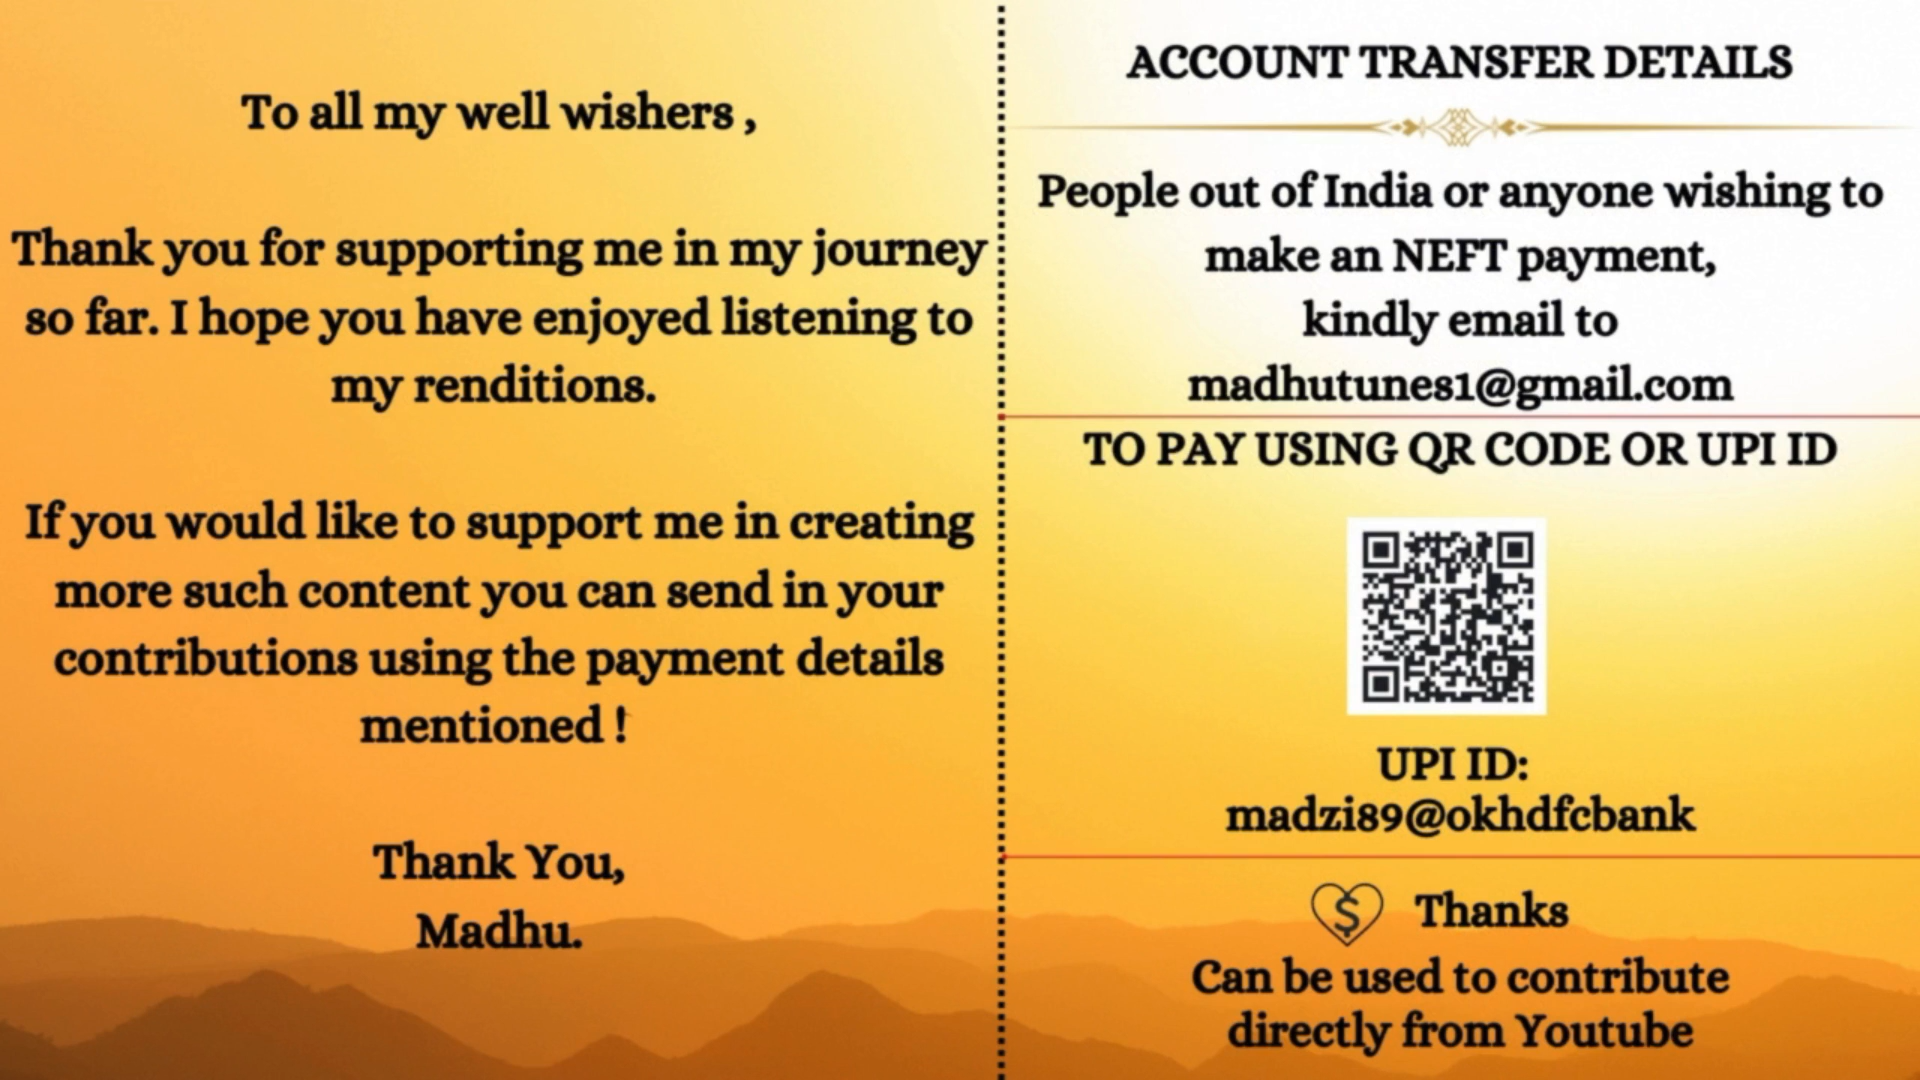 To all my well wishers ,
Thank you for supporting me in my journey
so far. I hope you have enjoyed listening to
my renditions.
If you would like to support me in creating
more such content you can send in your
contributions using the payment details
mentioned !
Thank You,
Madhu.
ACCOUNT TRANSFER DETAILS
People out of India or anyone wishing to
make an NEFT payment,
kindly email to
madhutunes1@gmail.com
TO PAY USING QR CODE OR UPI ID
UPI ID:
madzi89@okhdfcbank
$ Thanks
Can be used to contribute
directly from Youtube